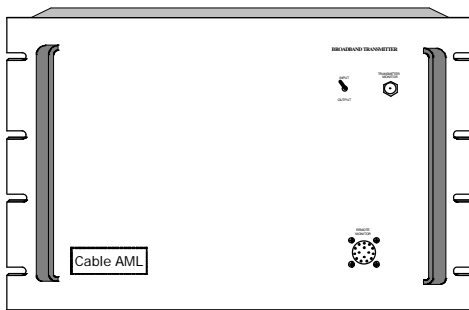 BROADBAND TRANSMITTER
INPUT
TRANSMITTER
MONITOR
OUTPUT
REMOTE
MONITOR
Cable AML